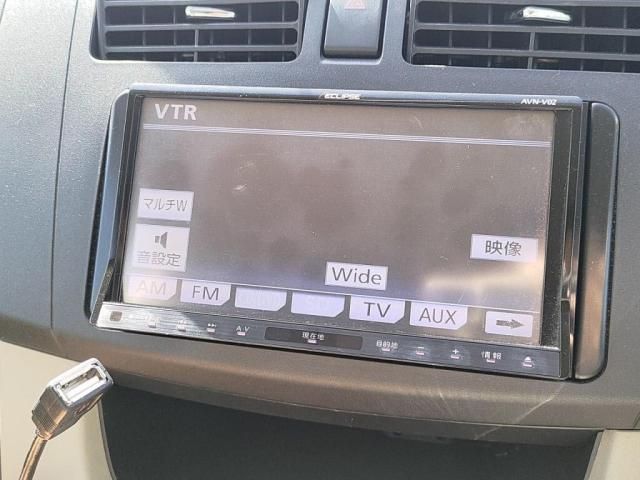 ECLIPSE
AVN-V02
VTR
マルチW
音設定
映像
Wide
AM FM TV AUX
A.V 現在地 目的地 − + 情報